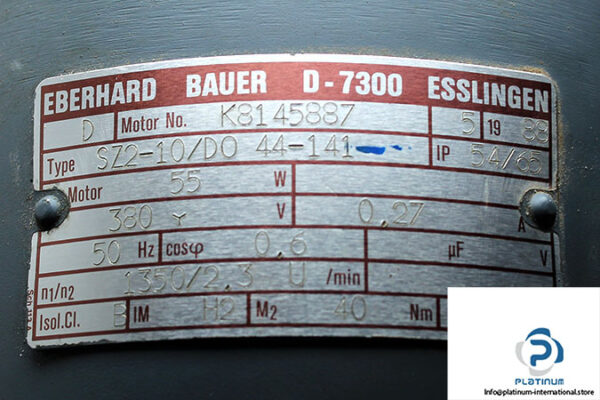 EBERHARD BAUER D-7300 ESSLINGEN
D Motor No. K8145887 5 19 88
Type SZ2-10/DO 44-141 IP 54/65
Motor 55 W
380 Y V 0,27 A
50 Hz cosφ 0,6 µF V
n1/n2 1350/2,3 U /min
Isol.Cl. B IM H2 M2 40 Nm
PLATINUM
Info@platinum-international.store